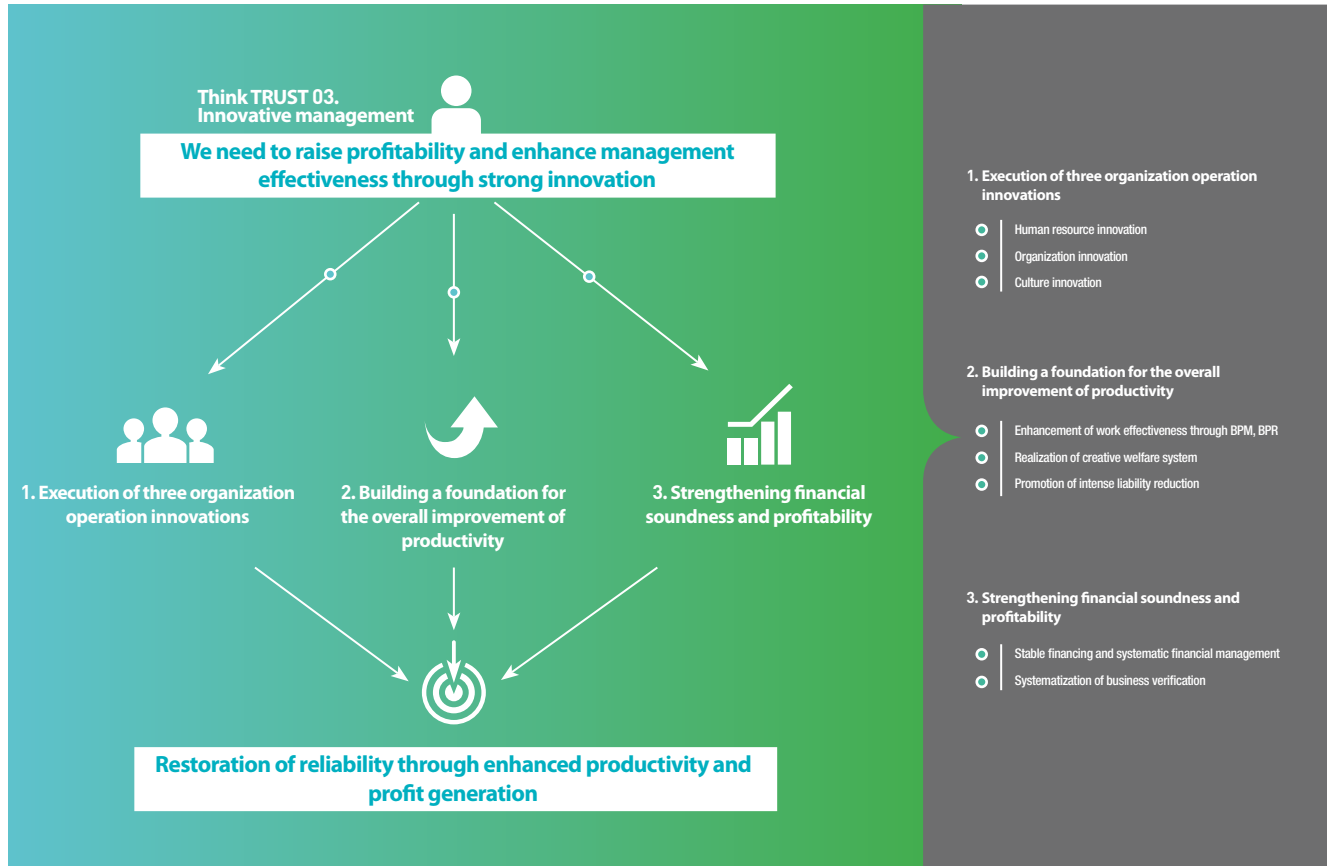 Think TRUST 03.
Innovative management
We need to raise profitability and enhance management
effectiveness through strong innovation
1. Execution of three organization
operation innovations
2. Building a foundation for
the overall improvement of
productivity
3. Strengthening financial
soundness and profitability
Restoration of reliability through enhanced productivity and
profit generation
1. Execution of three organization operation
innovations
Human resource innovation
Organization innovation
Culture innovation
2. Building a foundation for the overall
improvement of productivity
Enhancement of work effectiveness through BPM, BPR
Realization of creative welfare system
Promotion of intense liability reduction
3. Strengthening financial soundness and
profitability
Stable financing and systematic financial management
Systematization of business verification